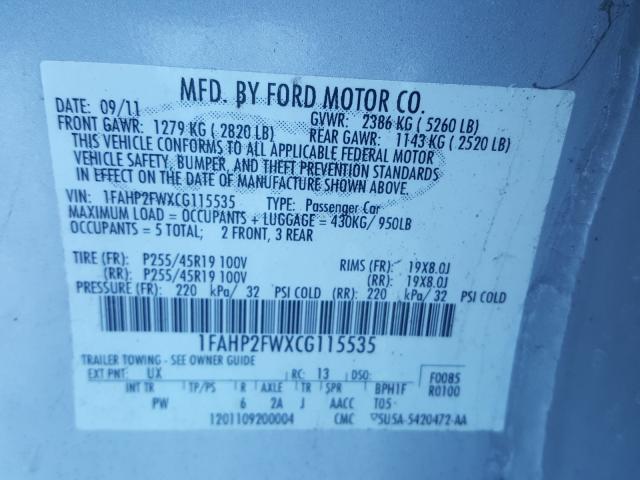 MFD. BY FORD MOTOR CO.
DATE: 09/11 GVWR: 2386 KG ( 5260 LB)
FRONT GAWR: 1279 KG ( 2820 LB) REAR GAWR: 1143 KG ( 2520 LB)
THIS VEHICLE CONFORMS TO ALL APPLICABLE FEDERAL MOTOR
VEHICLE SAFETY, BUMPER, AND THEFT PREVENTION STANDARDS
IN EFFECT ON THE DATE OF MANUFACTURE SHOWN ABOVE.
VIN: 1FAHP2FWXCG115535 TYPE: Passenger Car
MAXIMUM LOAD = OCCUPANTS + LUGGAGE = 430KG/ 950LB
OCCUPANTS = 5 TOTAL; 2 FRONT, 3 REAR
TIRE (FR): P255/45R19 100V RIMS (FR): 19X8.0J
(RR): P255/45R19 100V (RR): 19X8.0J
PRESSURE (FR): 220 kPa/ 32 PSI COLD (RR): 220 kPa/ 32 PSI COLD
1FAHP2FWXCG115535
TRAILER TOWING - SEE OWNER GUIDE
EXT PNT: UX RC: 13 DSO: F0085
INT TR TP/PS R AXLE TR SPR BPH1F R0100
PW 6 2A J AACC T05
1201109200004 CMC ▽5U5A-5420472-AA